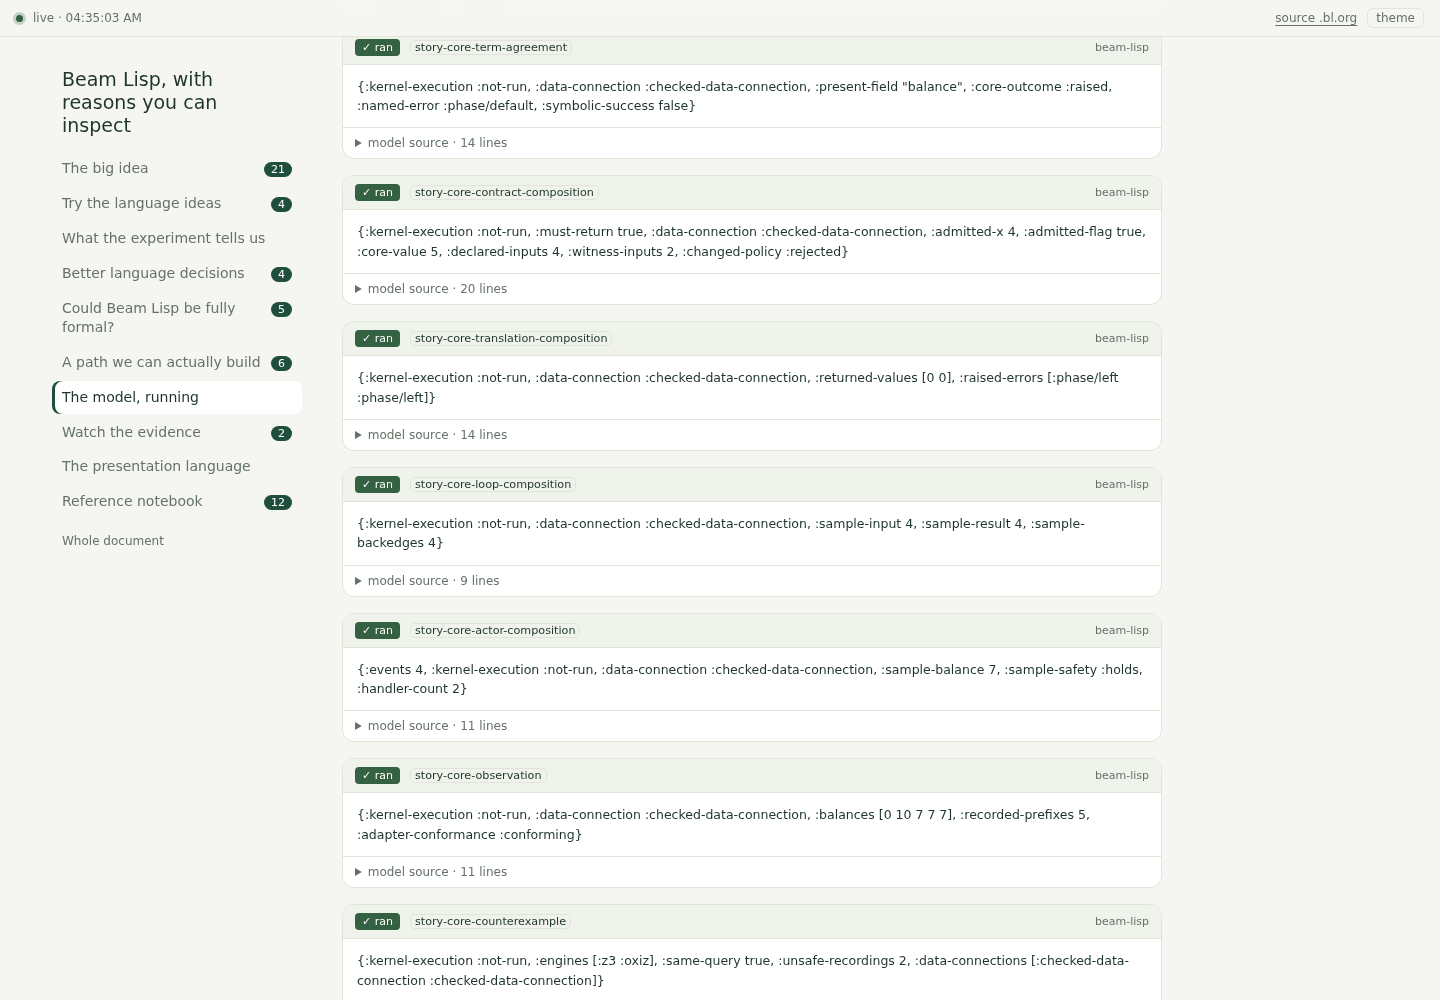 live · 04:35:03 AM
source .bl.org
theme
Beam Lisp, with
reasons you can
inspect
The big idea 21
Try the language ideas 4
What the experiment tells us
Better language decisions 4
Could Beam Lisp be fully
formal? 5
A path we can actually build 6
The model, running
Watch the evidence 2
The presentation language
Reference notebook 12
Whole document
✓ ran story-core-term-agreement beam-lisp
{:kernel-execution :not-run, :data-connection :checked-data-connection, :present-field "balance", :core-outcome :raised,
:named-error :phase/default, :symbolic-success false}
▶ model source · 14 lines
✓ ran story-core-contract-composition beam-lisp
{:kernel-execution :not-run, :must-return true, :data-connection :checked-data-connection, :admitted-x 4, :admitted-flag true,
:core-value 5, :declared-inputs 4, :witness-inputs 2, :changed-policy :rejected}
▶ model source · 20 lines
✓ ran story-core-translation-composition beam-lisp
{:kernel-execution :not-run, :data-connection :checked-data-connection, :returned-values [0 0], :raised-errors [:phase/left
:phase/left]}
▶ model source · 14 lines
✓ ran story-core-loop-composition beam-lisp
{:kernel-execution :not-run, :data-connection :checked-data-connection, :sample-input 4, :sample-result 4, :sample-
backedges 4}
▶ model source · 9 lines
✓ ran story-core-actor-composition beam-lisp
{:events 4, :kernel-execution :not-run, :data-connection :checked-data-connection, :sample-balance 7, :sample-safety :holds,
:handler-count 2}
▶ model source · 11 lines
✓ ran story-core-observation beam-lisp
{:kernel-execution :not-run, :data-connection :checked-data-connection, :balances [0 10 7 7 7], :recorded-prefixes 5,
:adapter-conformance :conforming}
▶ model source · 11 lines
✓ ran story-core-counterexample beam-lisp
{:kernel-execution :not-run, :engines [:z3 :oxiz], :same-query true, :unsafe-recordings 2, :data-connections [:checked-data-
connection :checked-data-connection]}